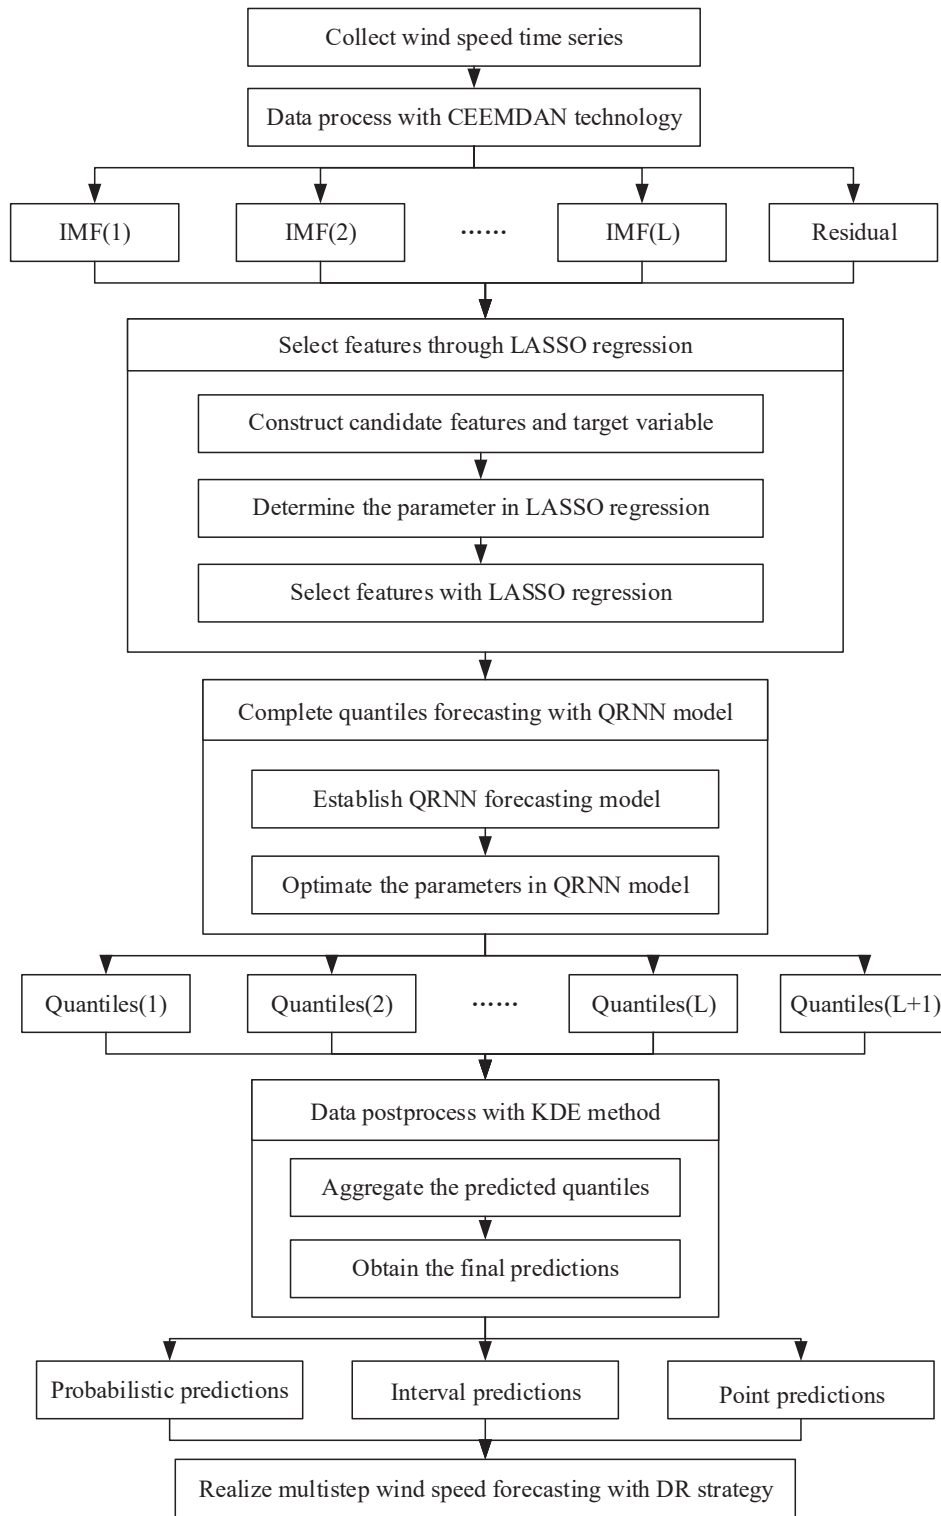 Collect wind speed time series
Data process with CEEMDAN technology
IMF(1)
IMF(2)
······
IMF(L)
Residual
Select features through LASSO regression
Construct candidate features and target variable
Determine the parameter in LASSO regression
Select features with LASSO regression
Complete quantiles forecasting with QRNN model
Establish QRNN forecasting model
Optimate the parameters in QRNN model
Quantiles(1)
Quantiles(2)
······
Quantiles(L)
Quantiles(L+1)
Data postprocess with KDE method
Aggregate the predicted quantiles
Obtain the final predictions
Probabilistic predictions
Interval predictions
Point predictions
Realize multistep wind speed forecasting with DR strategy